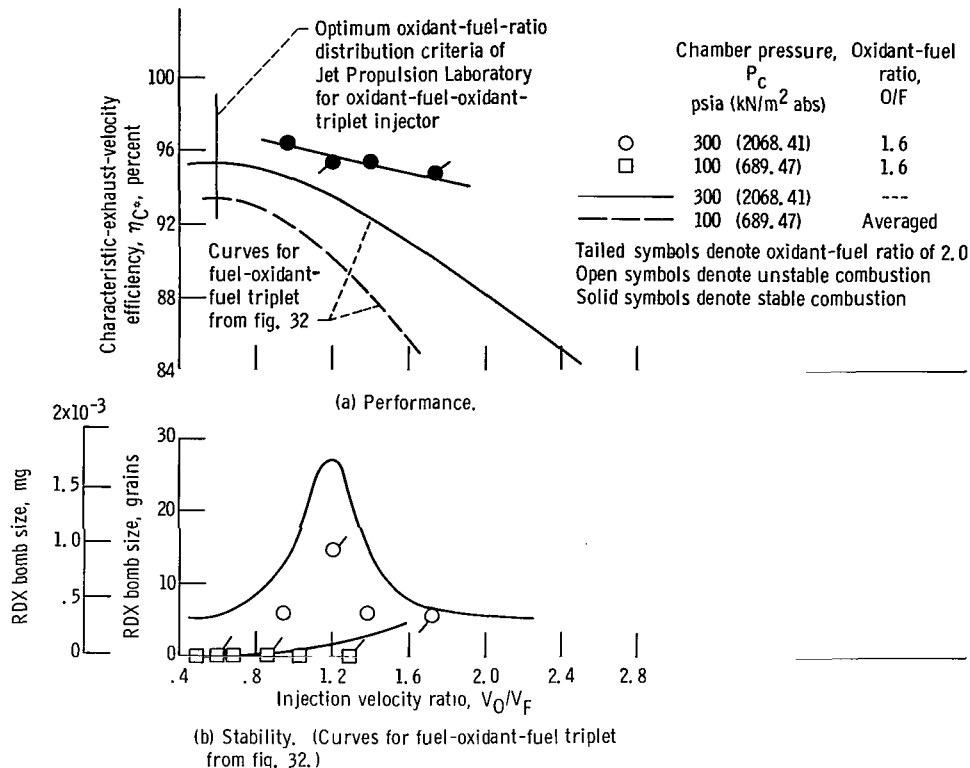 Optimum oxidant-fuel-ratio
distribution criteria of
Jet Propulsion Laboratory
for oxidant-fuel-oxidant-
triplet injector
Chamber pressure,
P_c
psia (kN/m² abs)
Oxidant-fuel
ratio,
O/F
300 (2068.41) 1.6
100 (689.47) 1.6
300 (2068.41) ---
100 (689.47) Averaged
Tailed symbols denote oxidant-fuel ratio of 2.0
Open symbols denote unstable combustion
Solid symbols denote stable combustion
Characteristic-exhaust-velocity
efficiency, η_C*, percent
100
96
92
88
84
Curves for
fuel-oxidant-
fuel triplet
from fig. 32
(a) Performance.
RDX bomb size, mg
2x10⁻³
1.5
1.0
.5
0
RDX bomb size, grains
30
20
10
0
.4 .8 1.2 1.6 2.0 2.4 2.8
Injection velocity ratio, V_O/V_F
(b) Stability. (Curves for fuel-oxidant-fuel triplet
from fig. 32.)